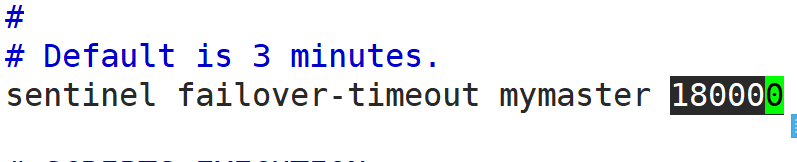 #
# Default is 3 minutes.
sentinel failover-timeout mymaster 180000